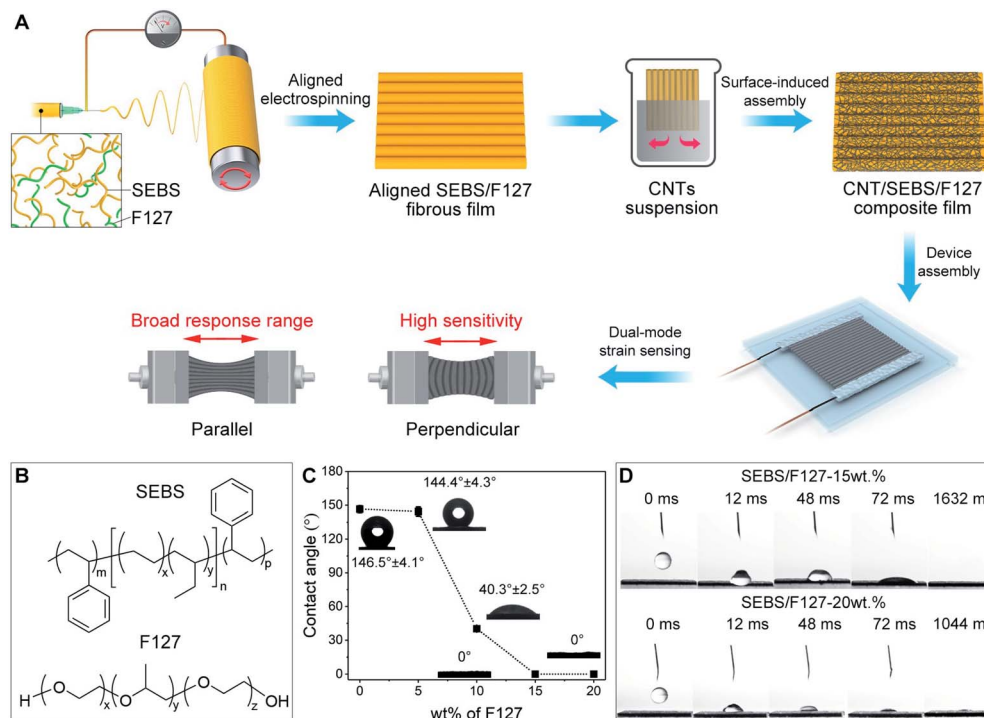 A
Aligned
electrospinning
Surface-induced
assembly
SEBS
F127
Aligned SEBS/F127
fibrous film
CNTs
suspension
CNT/SEBS/F127
composite film
Device
assembly
Broad response range
High sensitivity
Dual-mode
strain sensing
Parallel
Perpendicular
B
SEBS
m
x
y
n
p
F127
H
O
x
O
y
O
z
OH
C
Contact angle (°)
180
150
120
90
60
30
0
144.4°±4.3°
146.5°±4.1°
40.3°±2.5°
0°
0°
0
5
10
15
20
wt% of F127
D
SEBS/F127-15wt.%
0 ms
12 ms
48 ms
72 ms
1632 ms
SEBS/F127-20wt.%
0 ms
12 ms
48 ms
72 ms
1044 ms